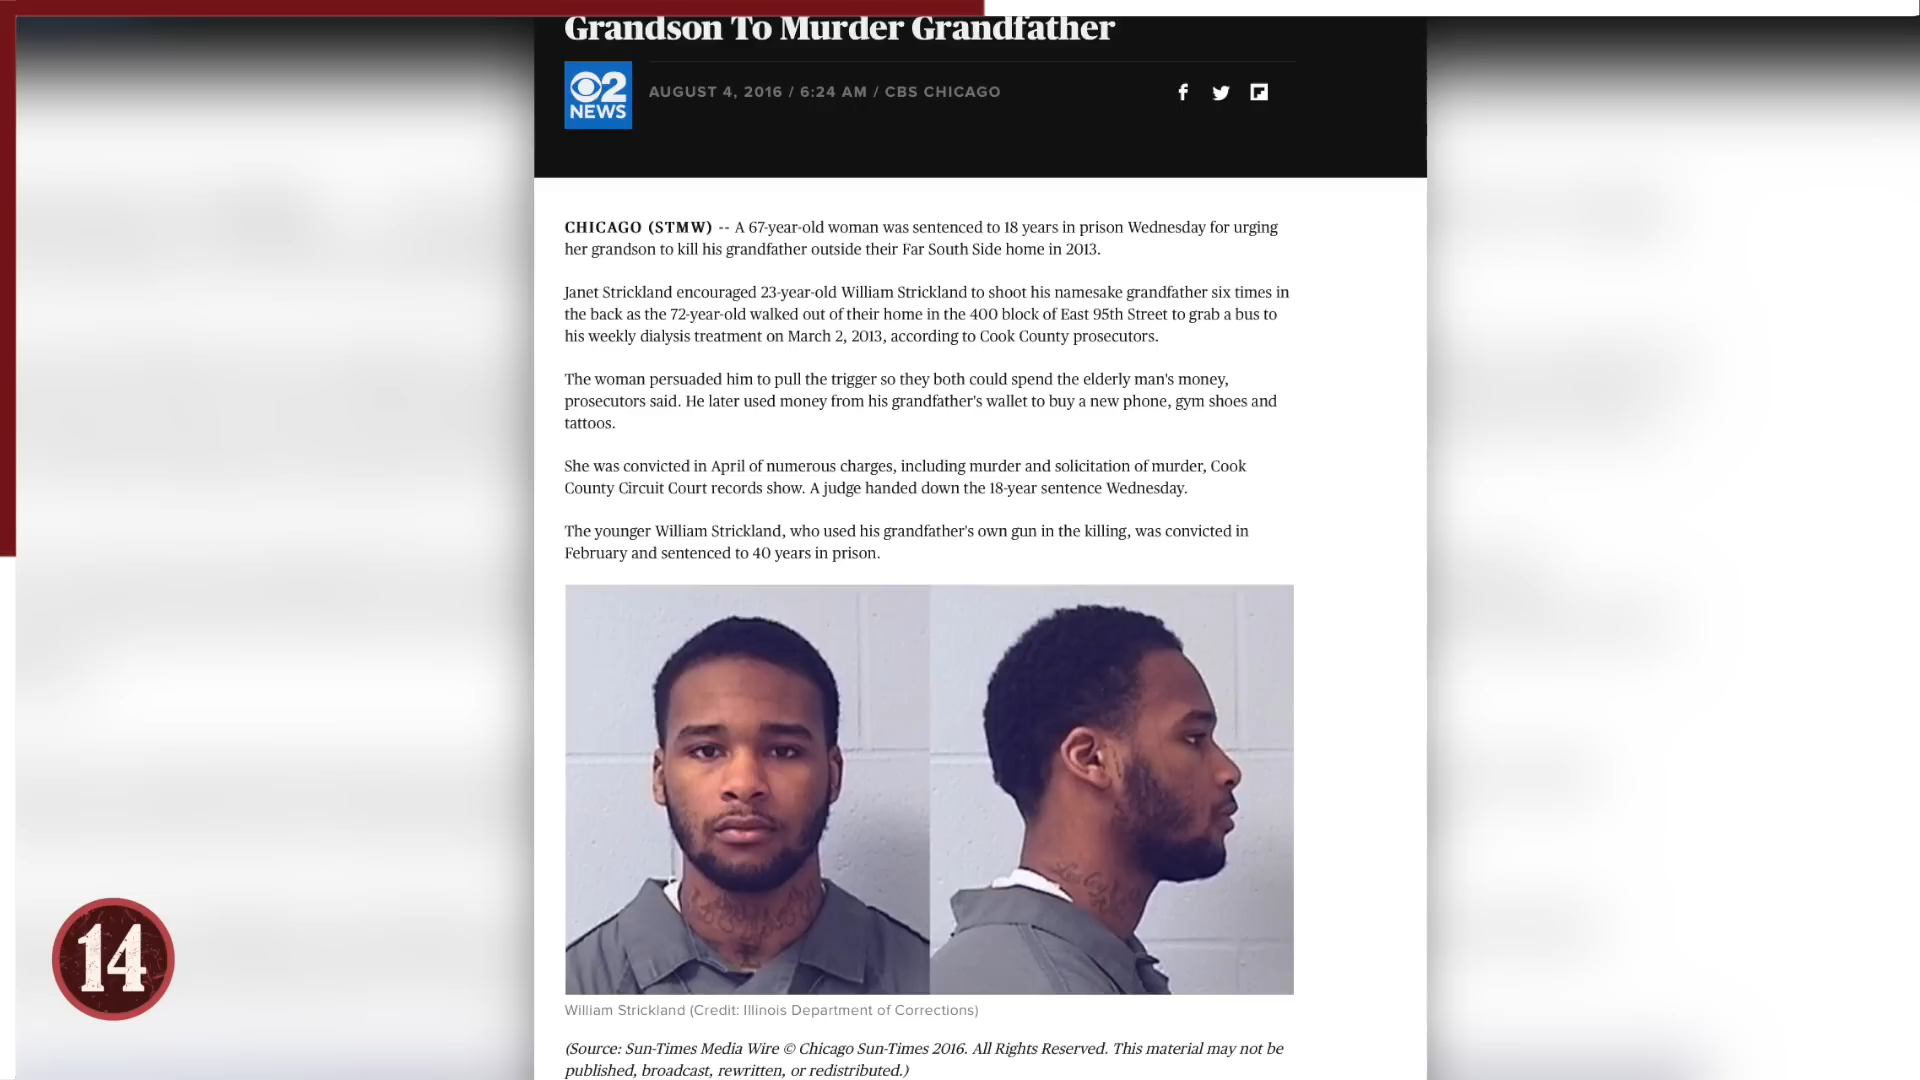 Grandson To Murder Grandfather
2
NEWS
AUGUST 4, 2016 / 6:24 AM / CBS CHICAGO
CHICAGO (STMW) -- A 67-year-old woman was sentenced to 18 years in prison Wednesday for urging
her grandson to kill his grandfather outside their Far South Side home in 2013.
Janet Strickland encouraged 23-year-old William Strickland to shoot his namesake grandfather six times in
the back as the 72-year-old walked out of their home in the 400 block of East 95th Street to grab a bus to
his weekly dialysis treatment on March 2, 2013, according to Cook County prosecutors.
The woman persuaded him to pull the trigger so they both could spend the elderly man's money,
prosecutors said. He later used money from his grandfather's wallet to buy a new phone, gym shoes and
tattoos.
She was convicted in April of numerous charges, including murder and solicitation of murder, Cook
County Circuit Court records show. A judge handed down the 18-year sentence Wednesday.
The younger William Strickland, who used his grandfather's own gun in the killing, was convicted in
February and sentenced to 40 years in prison.
William Strickland (Credit: Illinois Department of Corrections)
(Source: Sun-Times Media Wire © Chicago Sun-Times 2016. All Rights Reserved. This material may not be
published, broadcast, rewritten, or redistributed.)
14